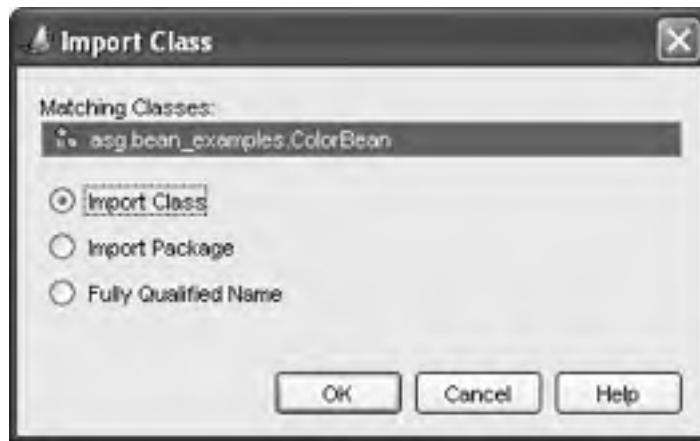 Import Class
Matching Classes:
asg.bean_examples.ColorBean
Import Class
Import Package
Fully Qualified Name
OK Cancel Help